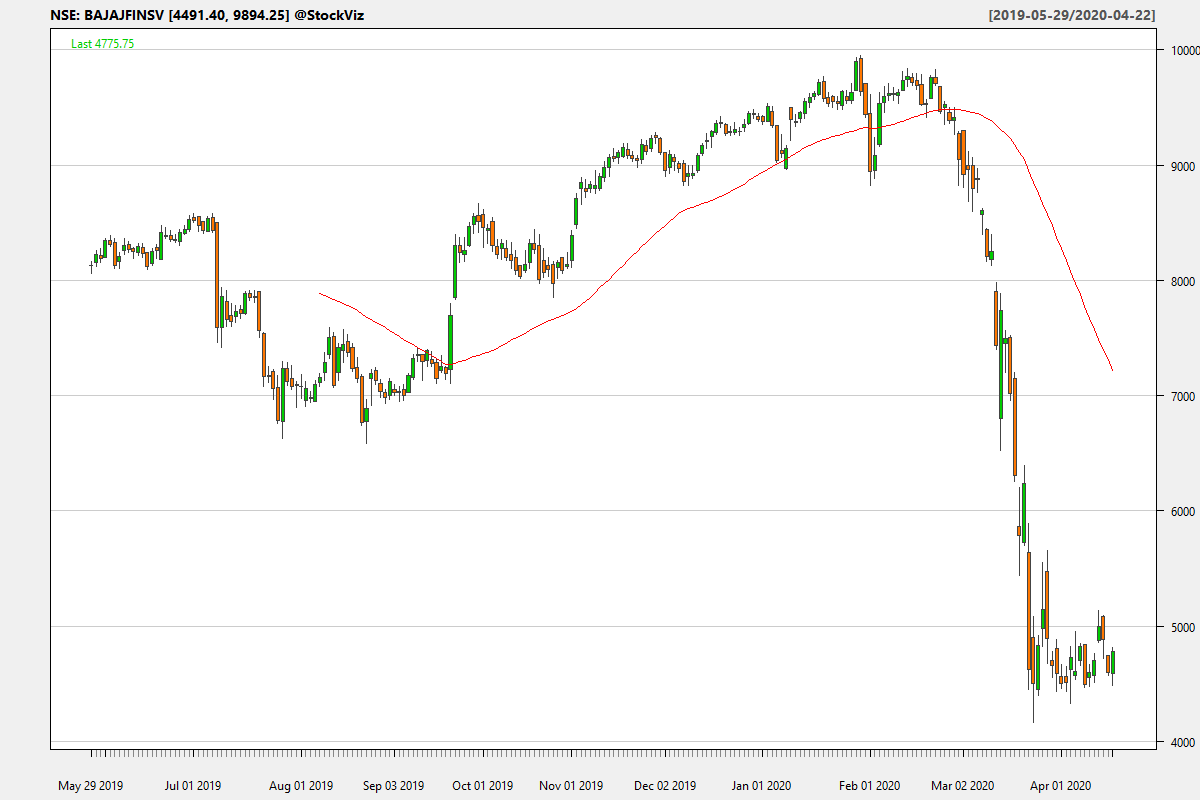 NSE: BAJAJFINSV [4491.40, 9894.25] @StockViz [2019-05-29/2020-04-22]
Last 4775.75
10000
9000
8000
7000
6000
5000
4000
May 29 2019 Jul 01 2019 Aug 01 2019 Sep 03 2019 Oct 01 2019 Nov 01 2019 Dec 02 2019 Jan 01 2020 Feb 01 2020 Mar 02 2020 Apr 01 2020